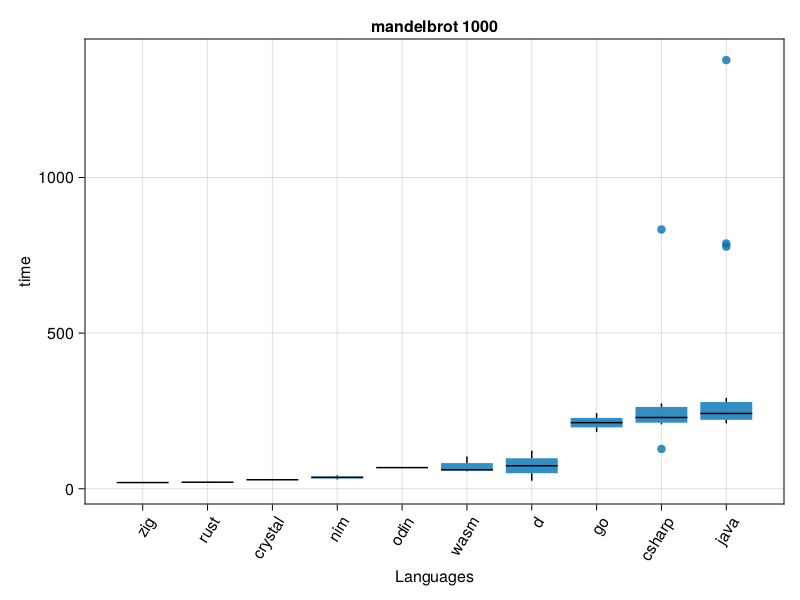 mandelbrot 1000
time
1000
500
0
zig
rust
crystal
nim
odin
wasm
d
go
csharp
java
Languages